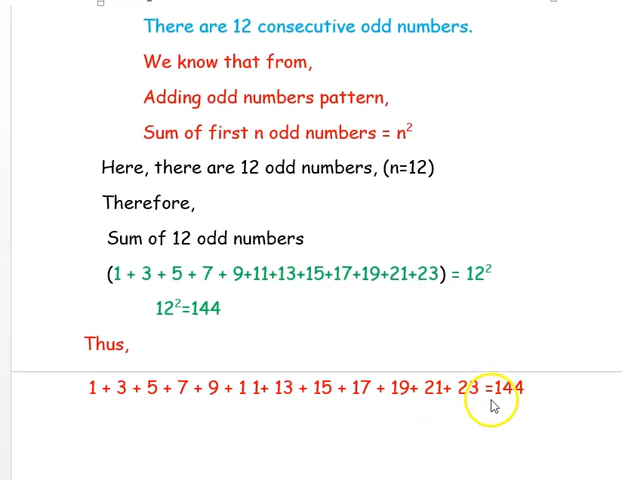 There are 12 consecutive odd numbers.
We know that from,
Adding odd numbers pattern,
Sum of first n odd numbers = n²
Here, there are 12 odd numbers, (n=12)
Therefore,
Sum of 12 odd numbers
(1 + 3 + 5 + 7 + 9+11+13+15+17+19+21+23) = 12²
12²=144
Thus,
1 + 3 + 5 + 7 + 9 + 1 1+ 13 + 15 + 17 + 19+ 21+ 23 =144